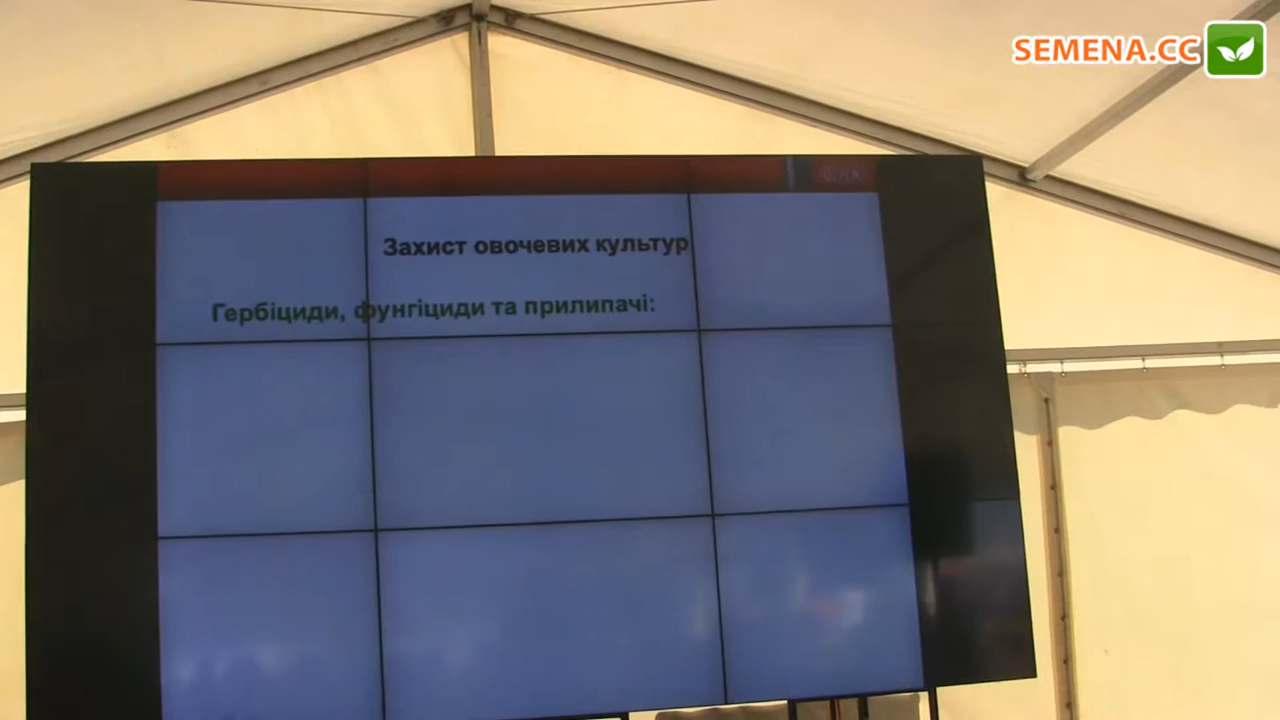 SEMENA.CC
Захист овочевих культур
Гербіциди, фунгіциди та прилипачі: